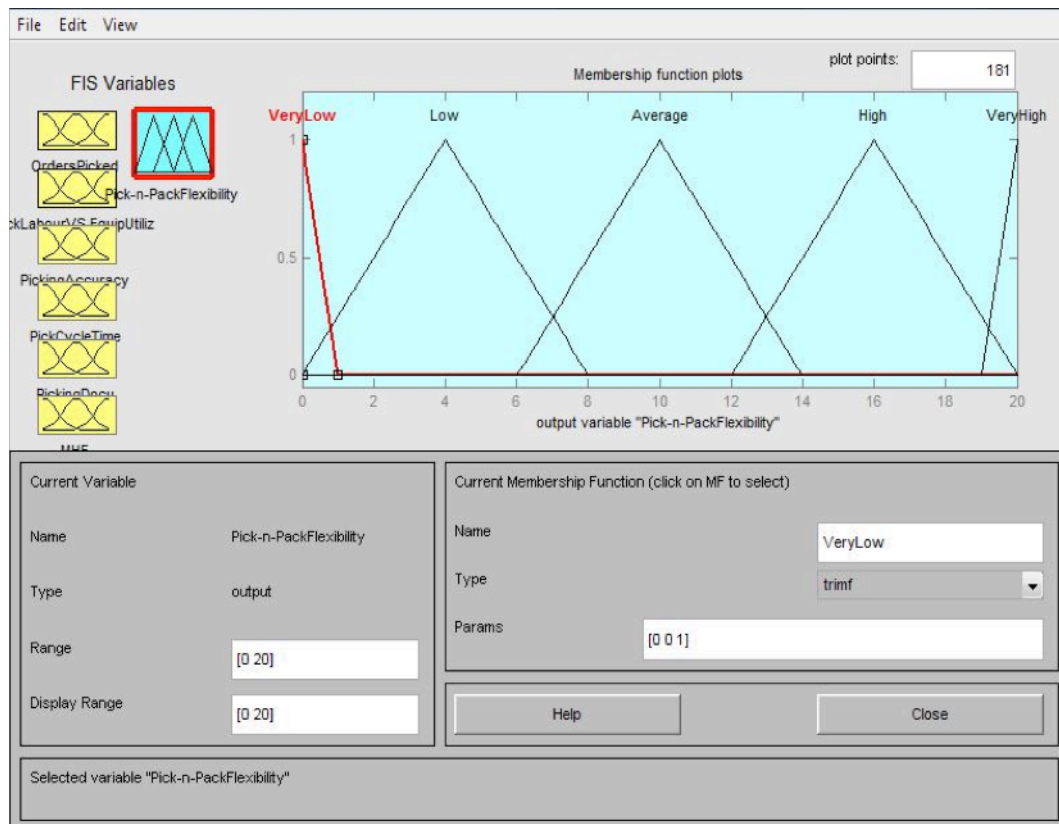 File Edit View
FIS Variables
OrdersPicked
ckLabourVS.EquipUtiliz
PickingAccuracy
PickCycleTime
PickingDocu
MHE
Pick-n-PackFlexibility
Membership function plots
plot points:
181
VeryLow Low Average High VeryHigh
1
0.5
0
0 2 4 6 8 10 12 14 16 18 20
output variable "Pick-n-PackFlexibility"
Current Variable
Name Pick-n-PackFlexibility
Type output
Range [0 20]
Display Range [0 20]
Current Membership Function (click on MF to select)
Name VeryLow
Type trimf
Params [0 0 1]
Help Close
Selected variable "Pick-n-PackFlexibility"